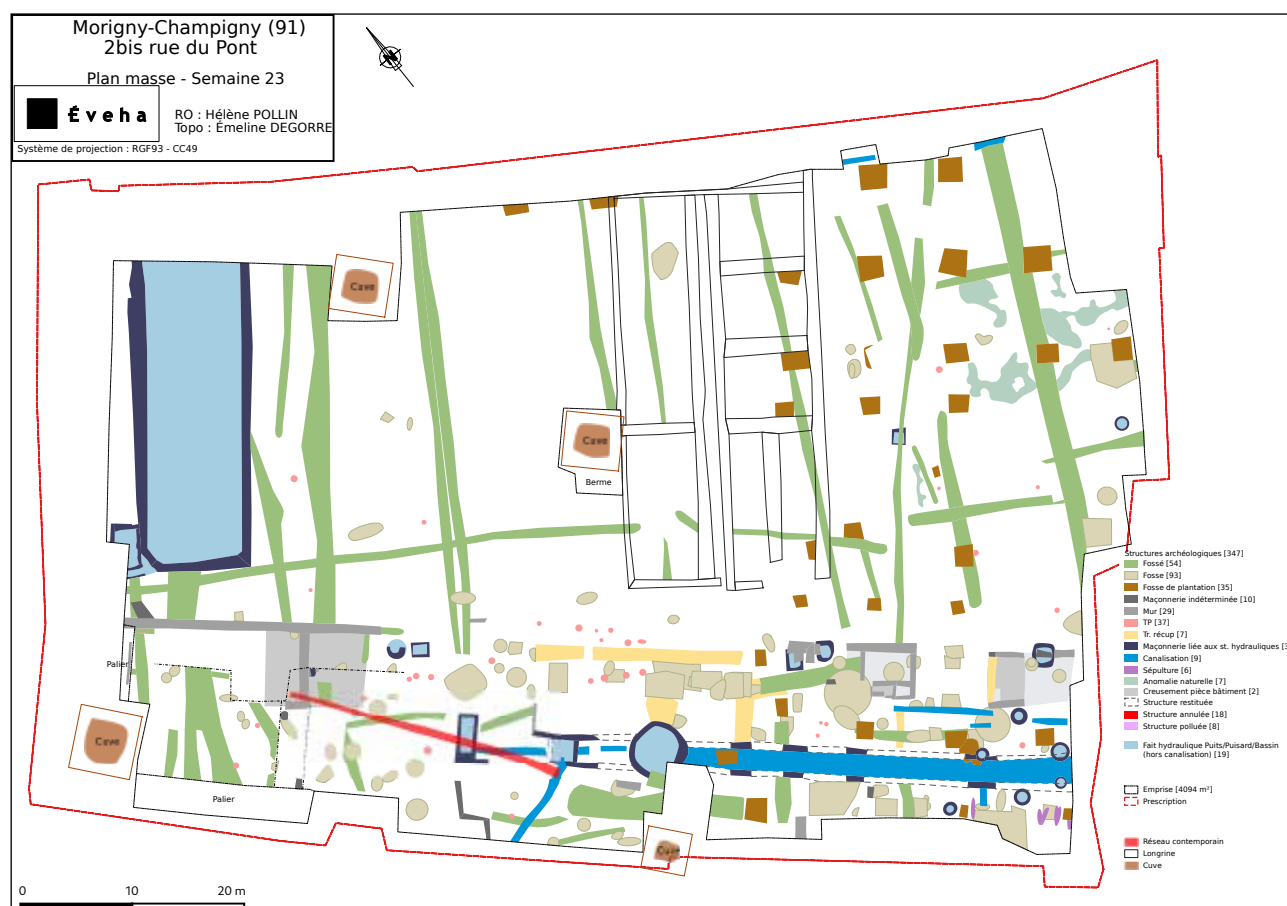 Morigny-Champigny (91)
2bis rue du Pont
Plan masse - Semaine 23
Éveha
RO : Hélène POLLIN
Topo : Émeline DEGORRE
Système de projection : RGF93 - CC49
Cave
Cave
Berme
Palier
Cave
Palier
Structures archéologiques [347]
Fossé [54]
Fosse [93]
Fosse de plantation [35]
Maçonnerie indéterminée [10]
Mur [29]
TP [37]
Tr. récup [7]
Maçonnerie liée aux st. hydrauliques [3
Canalisation [9]
Sépulture [6]
Anomalie naturelle [7]
Creusement pièce bâtiment [2]
Structure restituée
Structure annulée [18]
Structure polluée [8]
Fait hydraulique Puits/Puisard/Bassin
(hors canalisation) [19]
Emprise [4094 m²]
Prescription
Réseau contemporain
Longrine
Cuve
0 10 20 m